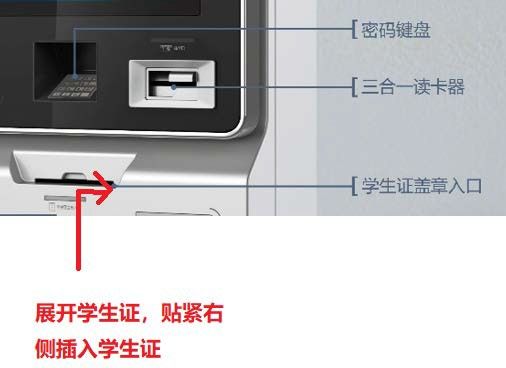 密码键盘
三合一读卡器
学生证盖章入口
展开学生证，贴紧右
侧插入学生证